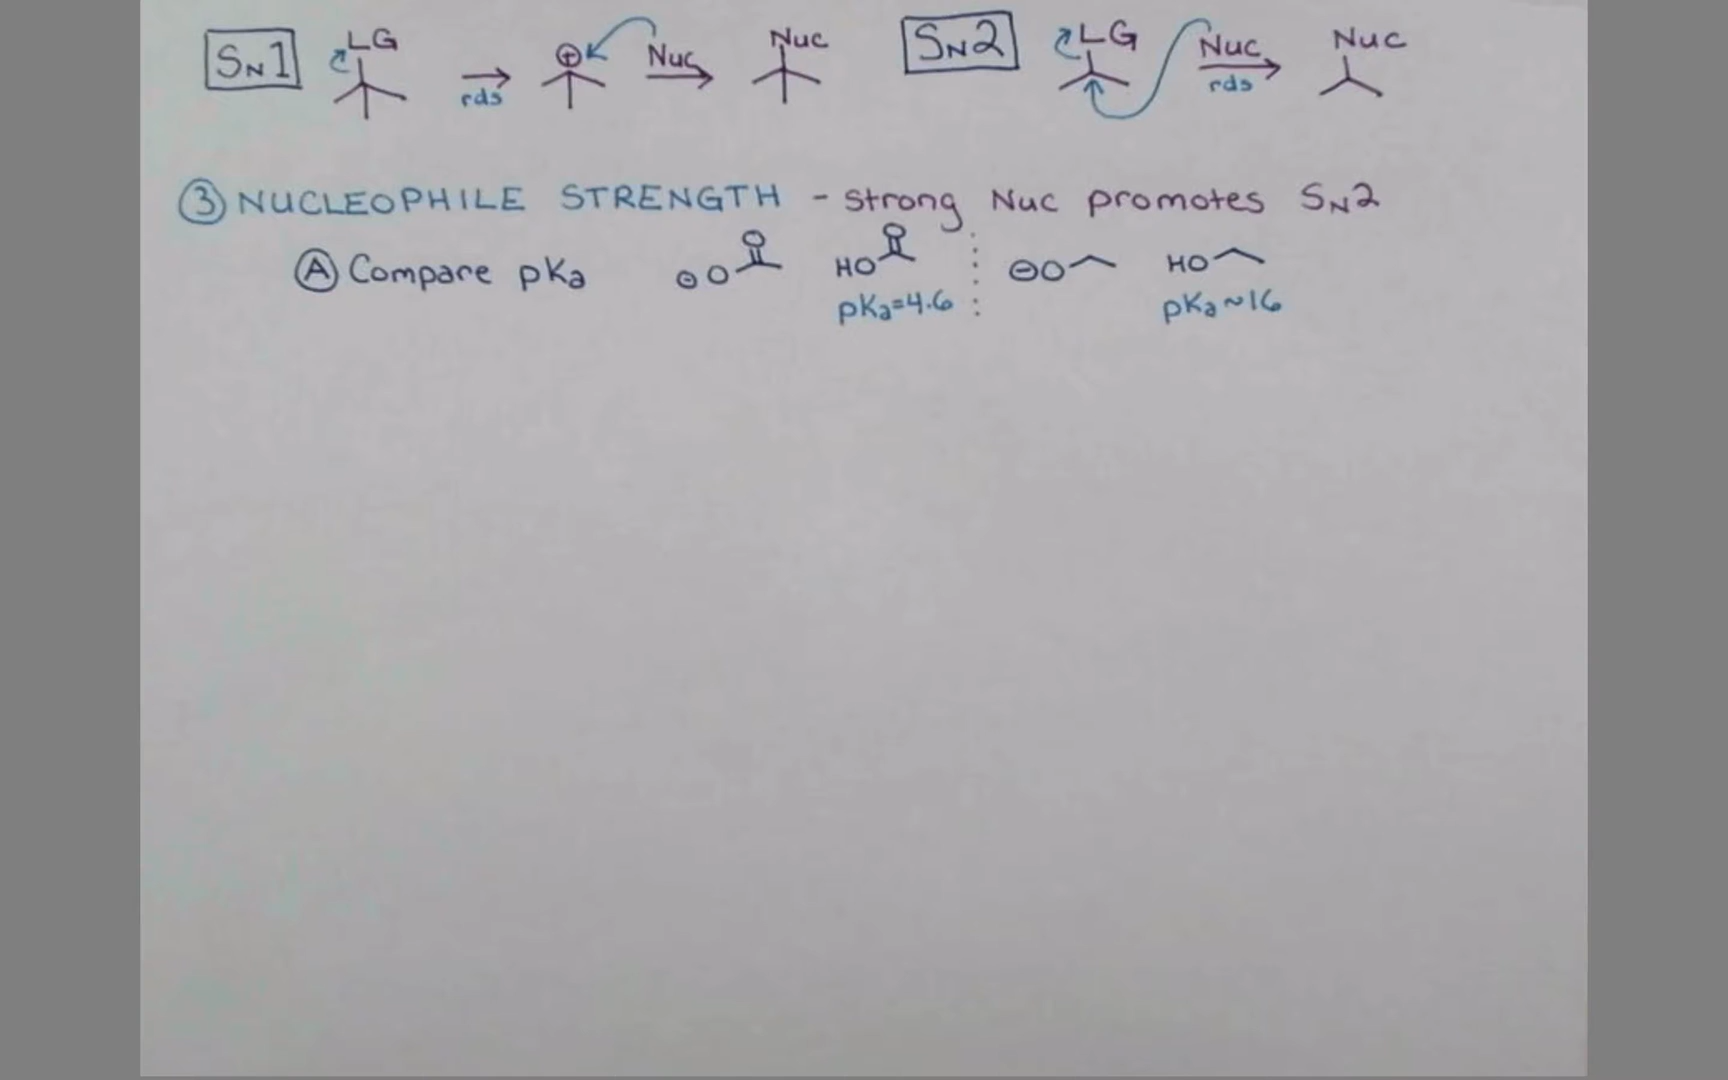 SN1 LG rds ⊕ Nuc Nuc SN2 LG Nuc rds Nuc
③ NUCLEOPHILE STRENGTH - strong Nuc promotes SN2
Ⓐ Compare pKa ⊖O O HO O ⊖O HO
pKa=4.6 pKa~16